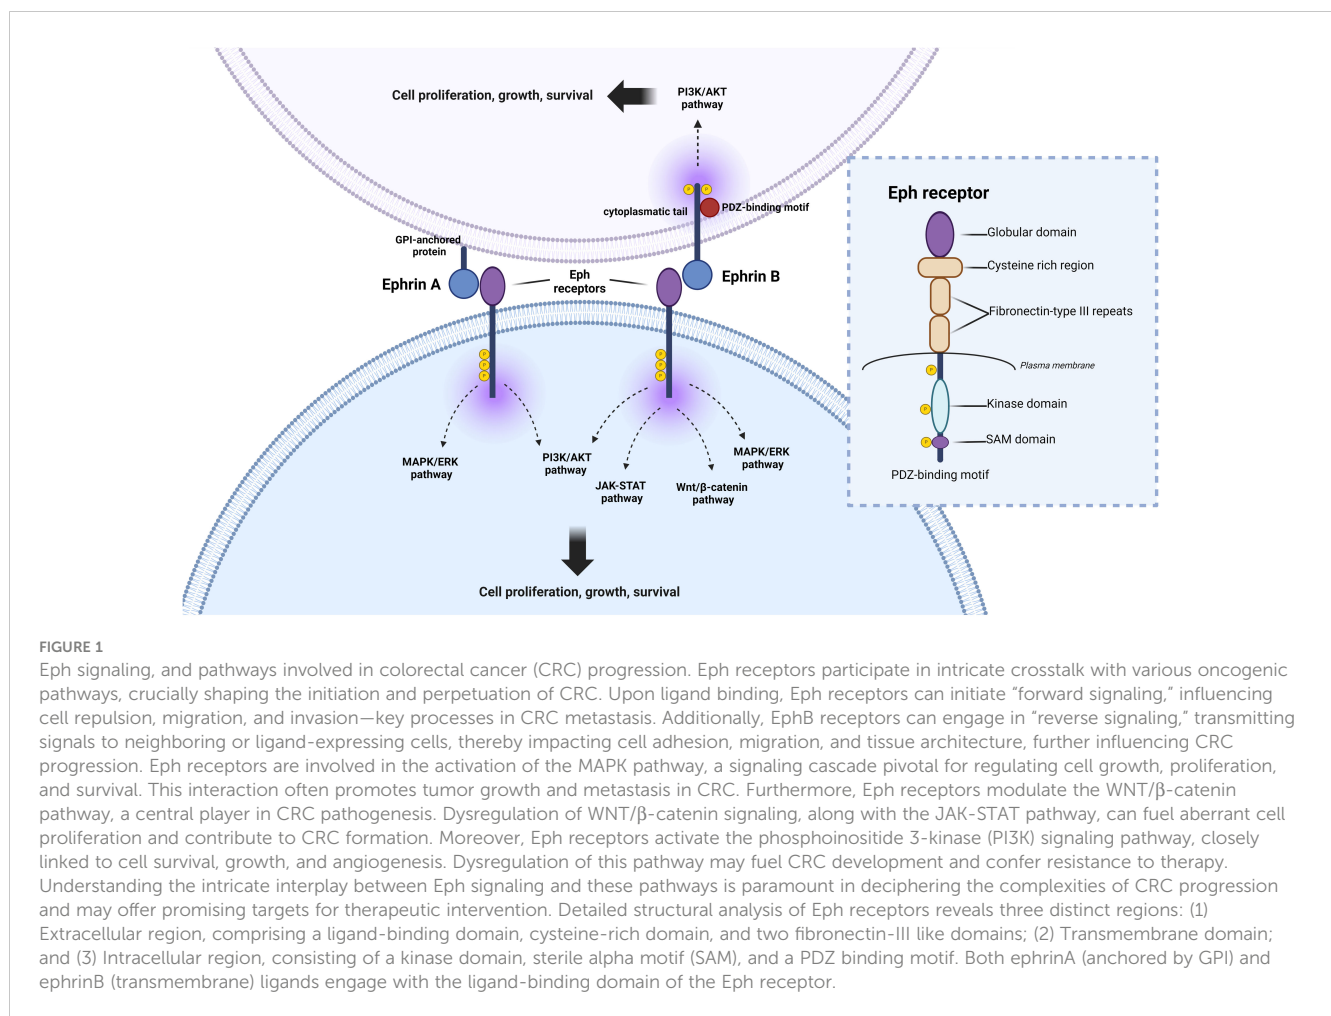 Cell proliferation, growth, survival
PI3K/AKT
pathway
cytoplasmatic tail
P
P
PDZ-binding motif
GPI-anchored
protein
Ephrin A
Eph
receptors
Ephrin B
P
P
P
P
P
P
MAPK/ERK
pathway
PI3K/AKT
pathway
JAK-STAT
pathway
Wnt/β-catenin
pathway
MAPK/ERK
pathway
Cell proliferation, growth, survival
Eph receptor
Globular domain
Cysteine rich region
Fibronectin-type III repeats
Plasma membrane
P
Kinase domain
P
SAM domain
P
PDZ-binding motif
FIGURE 1
Eph signaling, and pathways involved in colorectal cancer (CRC) progression. Eph receptors participate in intricate crosstalk with various oncogenic
pathways, crucially shaping the initiation and perpetuation of CRC. Upon ligand binding, Eph receptors can initiate “forward signaling,” influencing
cell repulsion, migration, and invasion—key processes in CRC metastasis. Additionally, EphB receptors can engage in “reverse signaling,” transmitting
signals to neighboring or ligand-expressing cells, thereby impacting cell adhesion, migration, and tissue architecture, further influencing CRC
progression. Eph receptors are involved in the activation of the MAPK pathway, a signaling cascade pivotal for regulating cell growth, proliferation,
and survival. This interaction often promotes tumor growth and metastasis in CRC. Furthermore, Eph receptors modulate the WNT/β-catenin
pathway, a central player in CRC pathogenesis. Dysregulation of WNT/β-catenin signaling, along with the JAK-STAT pathway, can fuel aberrant cell
proliferation and contribute to CRC formation. Moreover, Eph receptors activate the phosphoinositide 3-kinase (PI3K) signaling pathway, closely
linked to cell survival, growth, and angiogenesis. Dysregulation of this pathway may fuel CRC development and confer resistance to therapy.
Understanding the intricate interplay between Eph signaling and these pathways is paramount in deciphering the complexities of CRC progression
and may offer promising targets for therapeutic intervention. Detailed structural analysis of Eph receptors reveals three distinct regions: (1)
Extracellular region, comprising a ligand-binding domain, cysteine-rich domain, and two fibronectin-III like domains; (2) Transmembrane domain;
and (3) Intracellular region, consisting of a kinase domain, sterile alpha motif (SAM), and a PDZ binding motif. Both ephrinA (anchored by GPI) and
ephrinB (transmembrane) ligands engage with the ligand-binding domain of the Eph receptor.